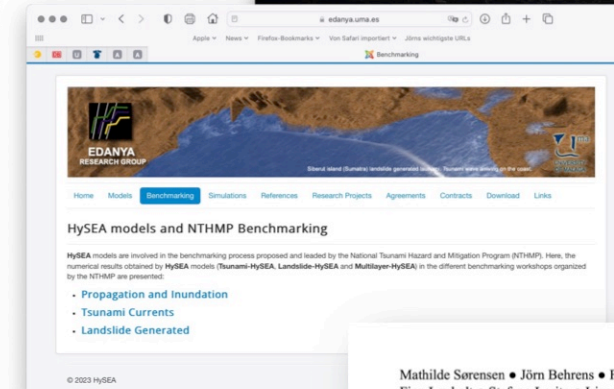 edanya.uma.es
Apple News Firefox-Bookmarks Von Safari importiert Jörns wichtigste URLs
Benchmarking
EDANYA
RESEARCH GROUP
Home Models Benchmarking Simulations References Research Projects Agreements Contracts Download Links
HySEA models and NTHMP Benchmarking
HySEA models are involved in the benchmarking process proposed and leaded by the National Tsunami Hazard and Mitigation Program (NTHMP). Here, the
numerical results obtained by HySEA models (Tsunami-HySEA, Landslide-HySEA and Multilayer-HySEA) in the different benchmarking workshops organized
by the NTHMP are presented:
• Propagation and Inundation
• Tsunami Currents
• Landslide Generated
© 2023 HySEA
Mathilde Sørensen ● Jörn Behrens ●